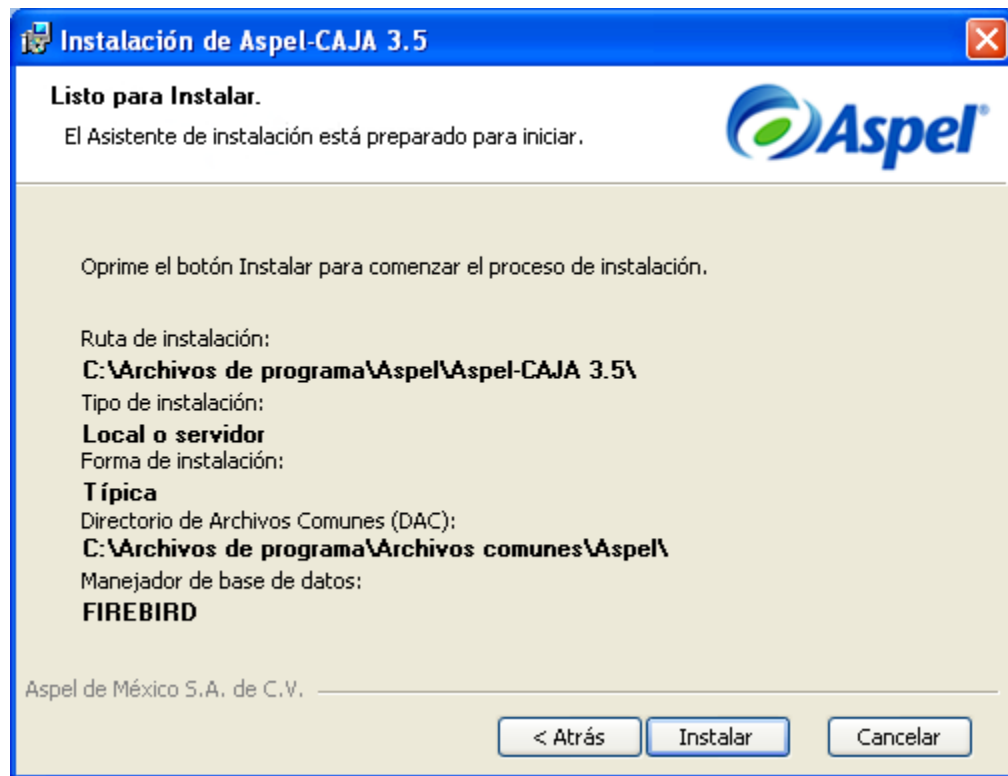 Instalación de Aspel-CAJA 3.5
Listo para Instalar.
El Asistente de instalación está preparado para iniciar.
Aspel®
Oprime el botón Instalar para comenzar el proceso de instalación.
Ruta de instalación:
C:\Archivos de programa\Aspel\Aspel-CAJA 3.5\
Tipo de instalación:
Local o servidor
Forma de instalación:
Típica
Directorio de Archivos Comunes (DAC):
C:\Archivos de programa\Archivos comunes\Aspel\
Manejador de base de datos:
FIREBIRD
Aspel de México S.A. de C.V.
< Atrás Instalar Cancelar